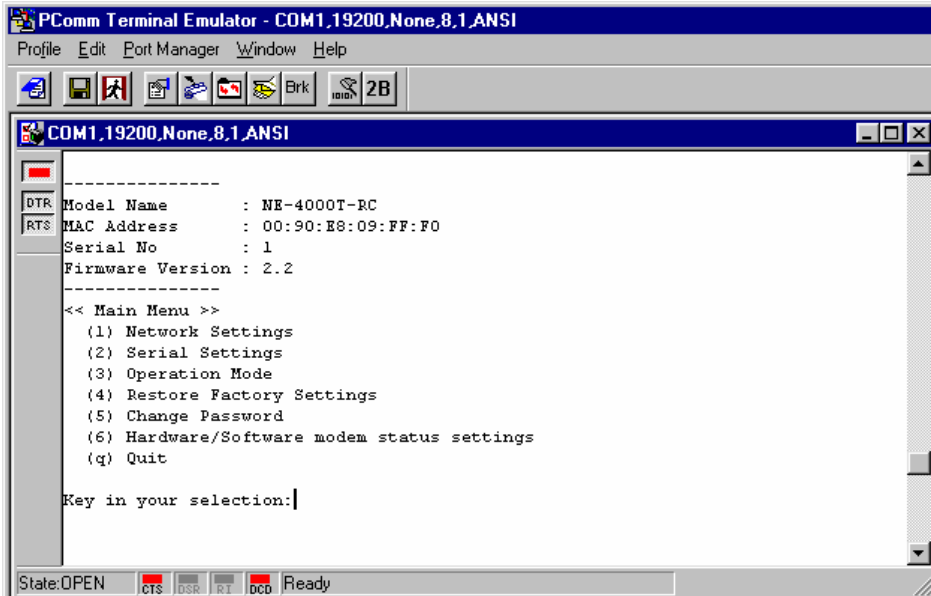 PComm Terminal Emulator - COM1,19200,None,8,1,ANSI
Profile Edit Port Manager Window Help
Brk 2B
COM1,19200,None,8,1,ANSI
---------------
DTR
RTS
Model Name : NE-4000T-RC
MAC Address : 00:90:E8:09:FF:F0
Serial No : 1
Firmware Version : 2.2
---------------
<< Main Menu >>
(1) Network Settings
(2) Serial Settings
(3) Operation Mode
(4) Restore Factory Settings
(5) Change Password
(6) Hardware/Software modem status settings
(q) Quit
Key in your selection:
State:OPEN CTS DSR RI DCD Ready